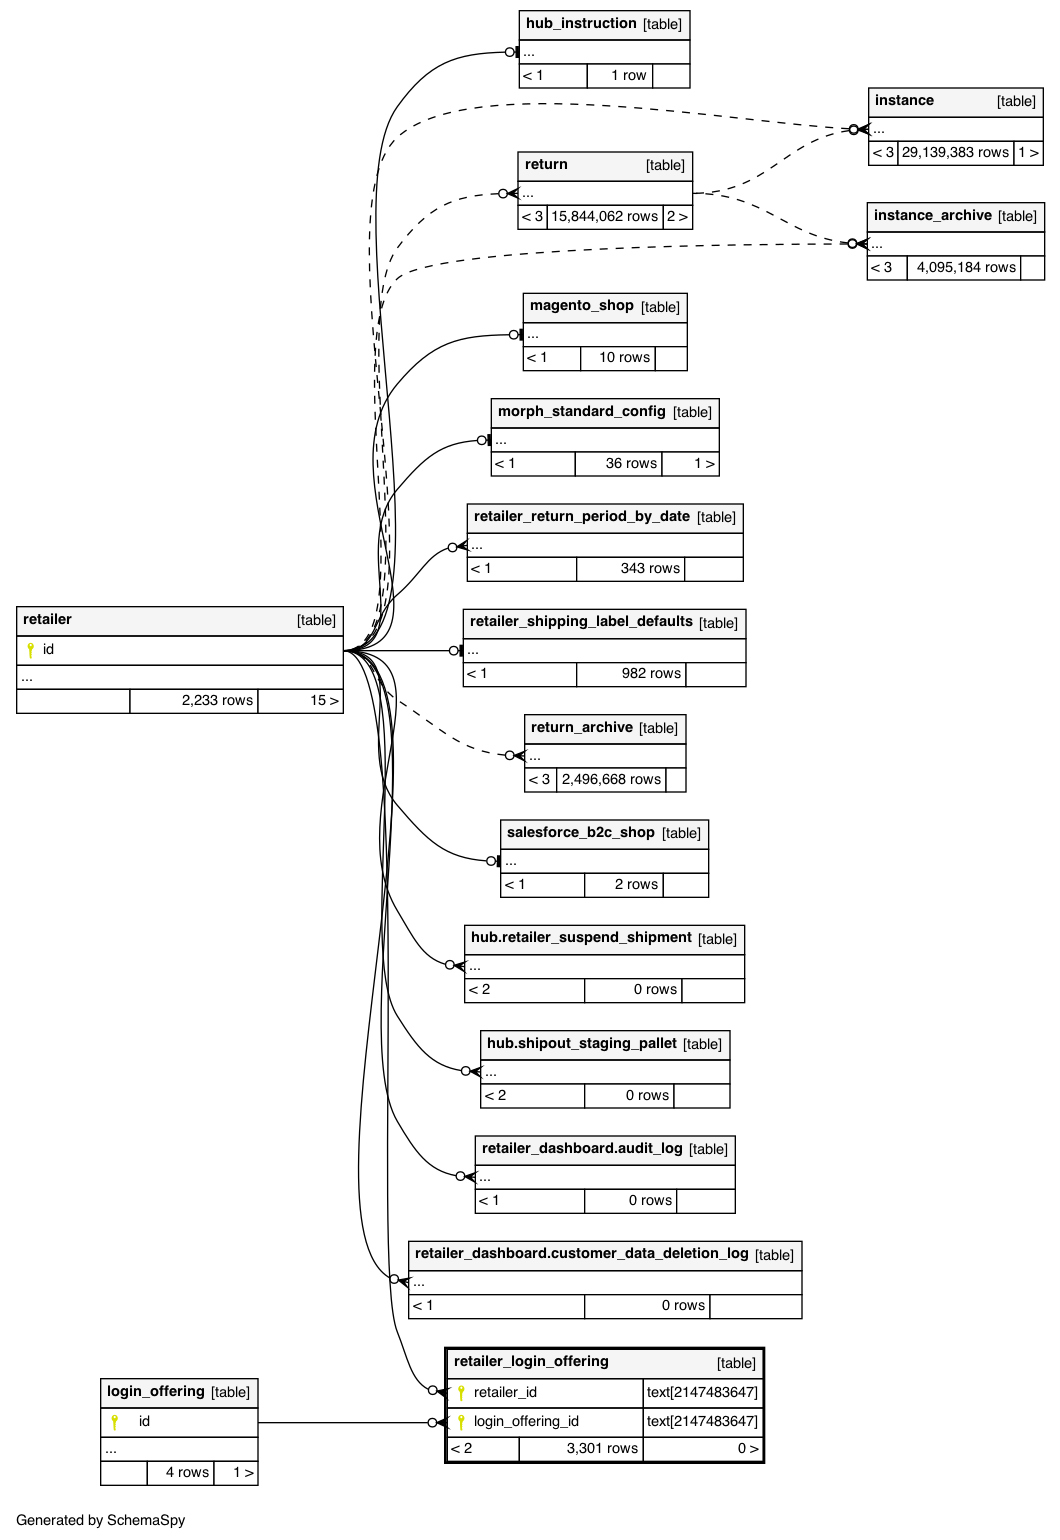 hub_instruction [table]
...
< 1 1 row
instance [table]
...
< 3 29,139,383 rows 1 >
return [table]
...
< 3 15,844,062 rows 2 >
instance_archive [table]
...
< 3 4,095,184 rows
magento_shop [table]
...
< 1 10 rows
morph_standard_config [table]
...
< 1 36 rows 1 >
retailer_return_period_by_date [table]
...
< 1 343 rows
retailer [table]
id
...
2,233 rows 15 >
retailer_shipping_label_defaults [table]
...
< 1 982 rows
return_archive [table]
...
< 3 2,496,668 rows
salesforce_b2c_shop [table]
...
< 1 2 rows
hub.retailer_suspend_shipment [table]
...
< 2 0 rows
hub.shipout_staging_pallet [table]
...
< 2 0 rows
retailer_dashboard.audit_log [table]
...
< 1 0 rows
retailer_dashboard.customer_data_deletion_log [table]
...
< 1 0 rows
retailer_login_offering [table]
retailer_id text[2147483647]
login_offering_id text[2147483647]
< 2 3,301 rows 0 >
login_offering [table]
id
...
4 rows 1 >
Generated by SchemaSpy